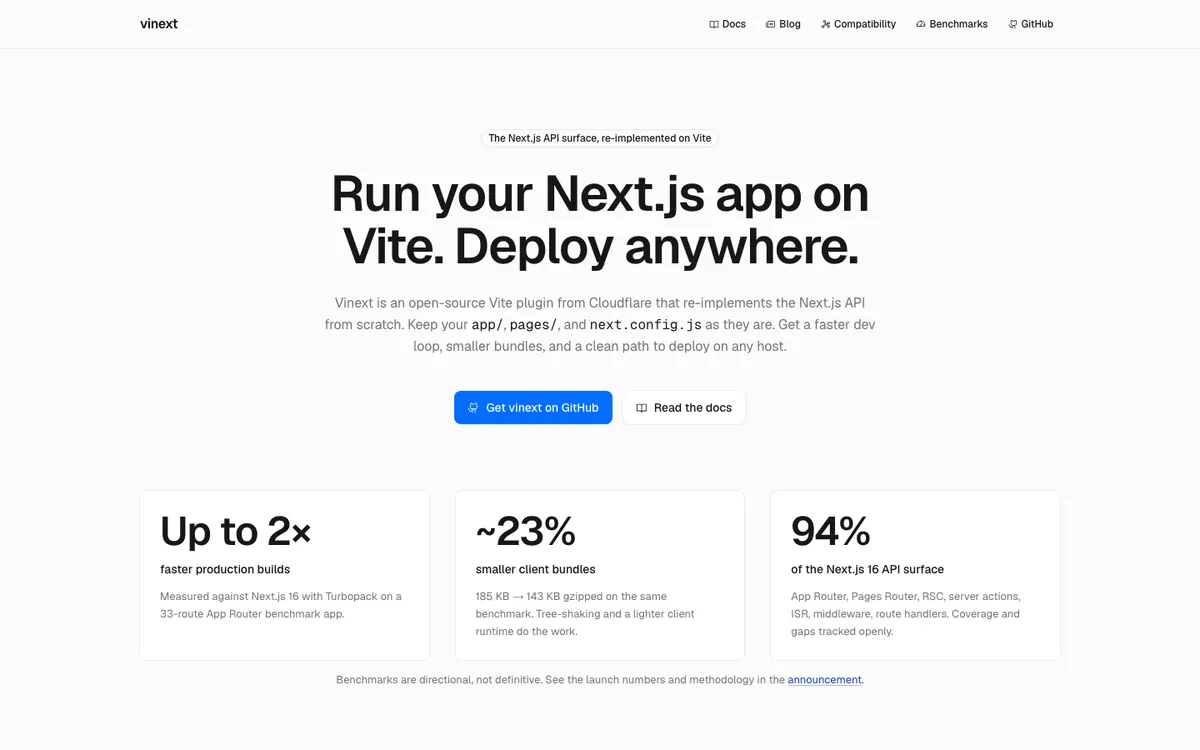 vinext
Docs
Blog
Compatibility
Benchmarks
GitHub
The Next.js API surface, re-implemented on Vite
Run your Next.js app on
Vite. Deploy anywhere.
Vinext is an open-source Vite plugin from Cloudflare that re-implements the Next.js API
from scratch. Keep your app/, pages/, and next.config.js as they are. Get a faster dev
loop, smaller bundles, and a clean path to deploy on any host.
Get vinext on GitHub
Read the docs
Up to 2×
faster production builds
Measured against Next.js 16 with Turbopack on a
33-route App Router benchmark app.
~23%
smaller client bundles
185 KB → 143 KB gzipped on the same
benchmark. Tree-shaking and a lighter client
runtime do the work.
94%
of the Next.js 16 API surface
App Router, Pages Router, RSC, server actions,
ISR, middleware, route handlers. Coverage and
gaps tracked openly.
Benchmarks are directional, not definitive. See the launch numbers and methodology in the announcement.